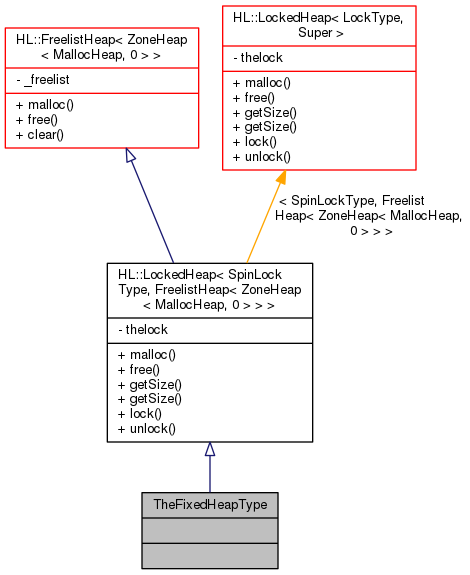 HL::FreelistHeap< ZoneHeap
< MallocHeap, 0 > >
- _freelist
+ malloc()
+ free()
+ clear()
HL::LockedHeap< LockType,
Super >
- thelock
+ malloc()
+ free()
+ getSize()
+ getSize()
+ lock()
+ unlock()
< SpinLockType, Freelist
Heap< ZoneHeap< MallocHeap,
0 > > >
HL::LockedHeap< SpinLock
Type, FreelistHeap< ZoneHeap
< MallocHeap, 0 > > >
- thelock
+ malloc()
+ free()
+ getSize()
+ getSize()
+ lock()
+ unlock()
TheFixedHeapType